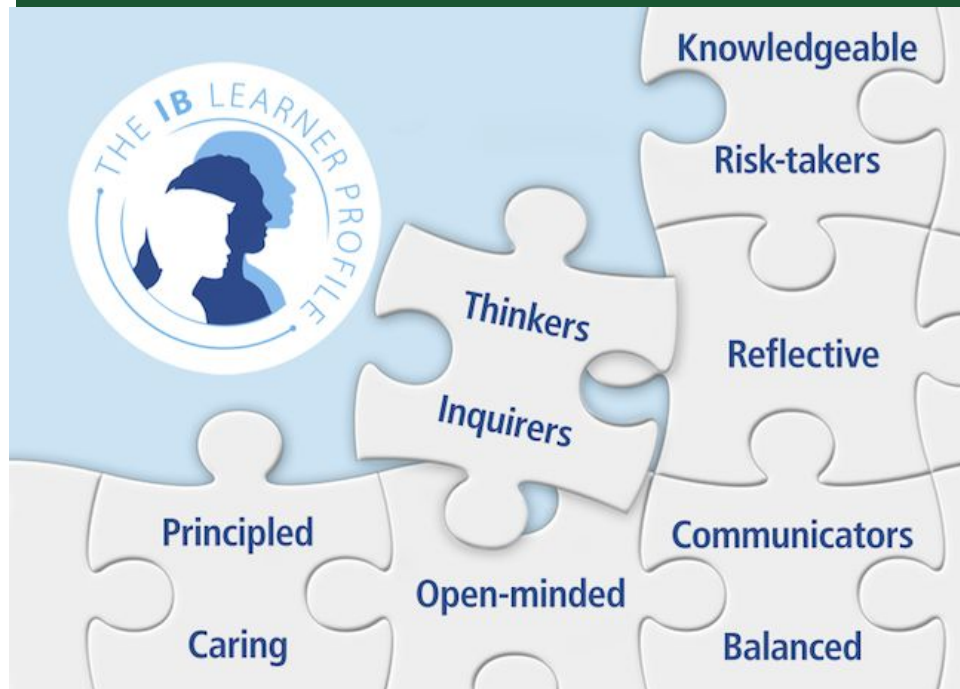 THE IB LEARNER PROFILE
Knowledgeable
Risk-takers
Thinkers
Reflective
Inquirers
Principled
Communicators
Open-minded
Caring
Balanced